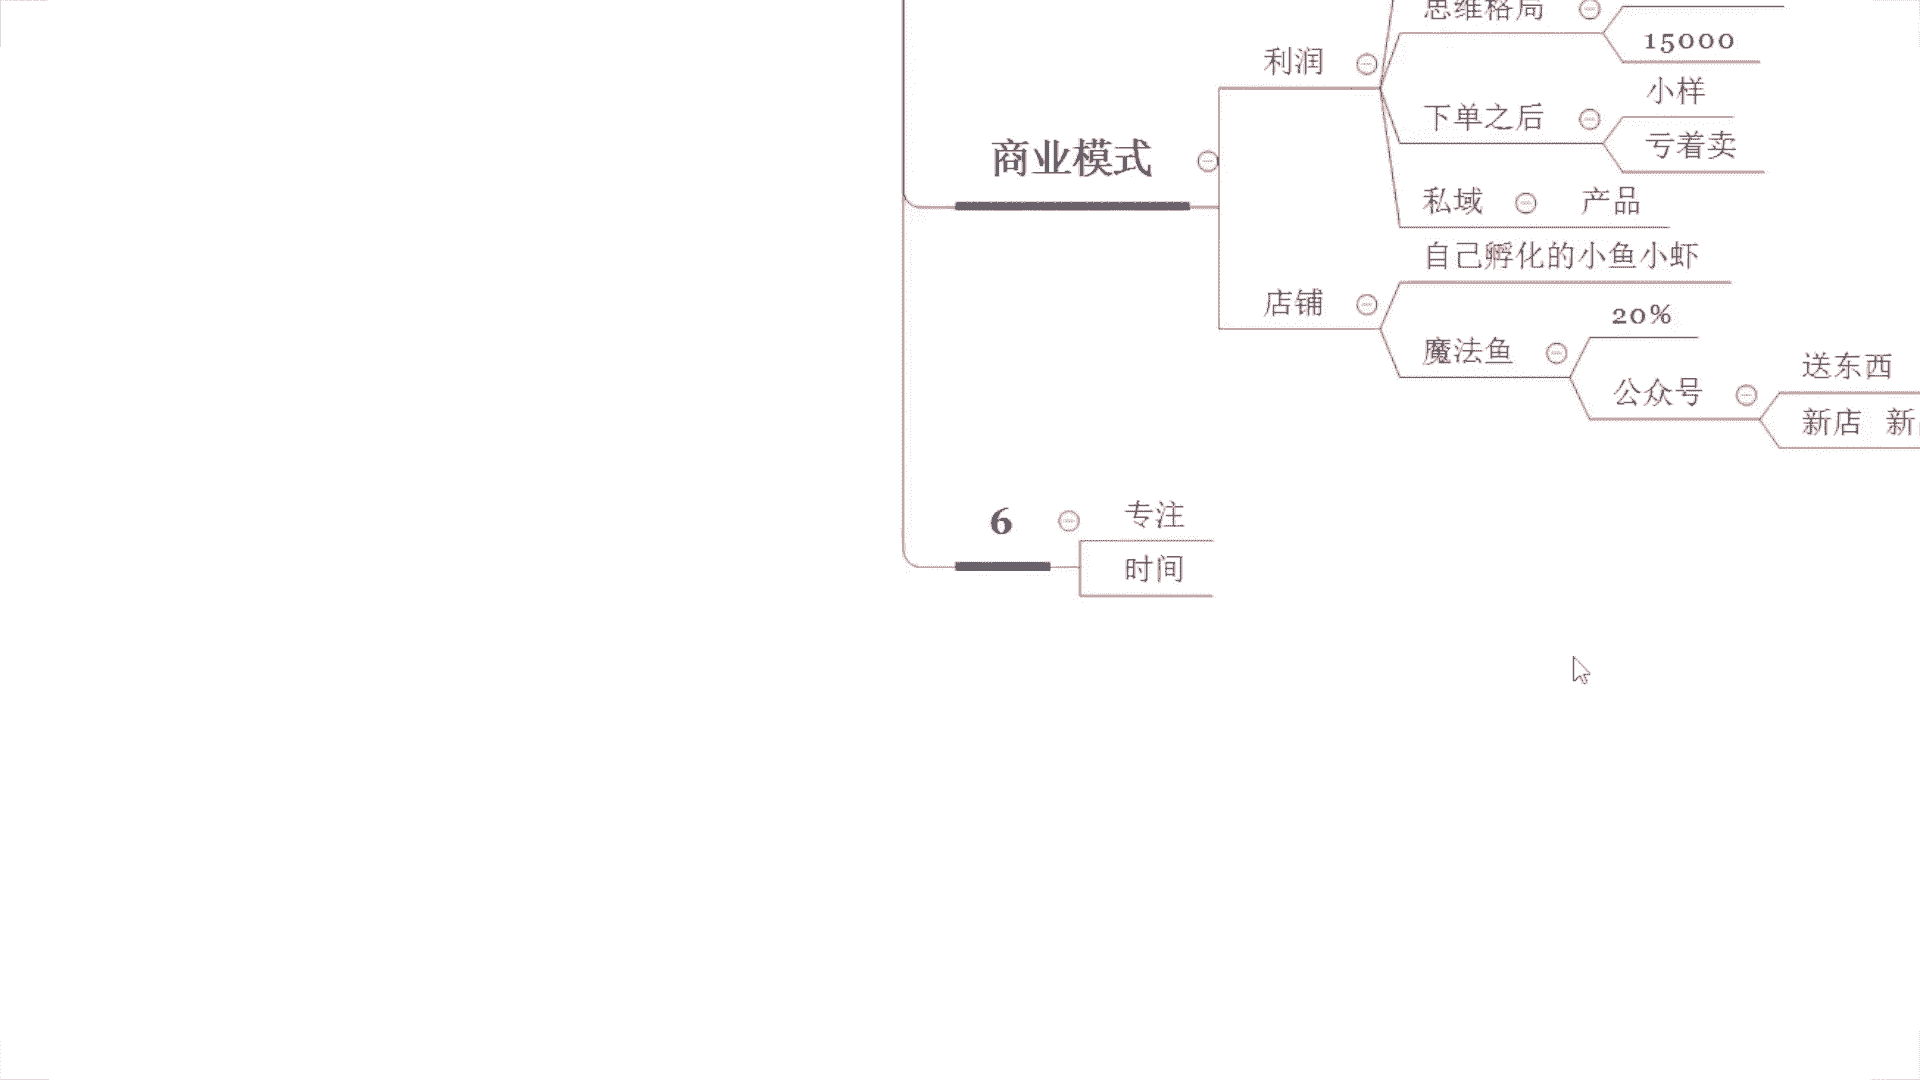 思维格局
15000
利润
小样
下单之后
亏着卖
商业模式
私域 产品
自己孵化的小鱼小虾
店铺
20%
魔法鱼
送东西
公众号
新店 新
6
专注
时间